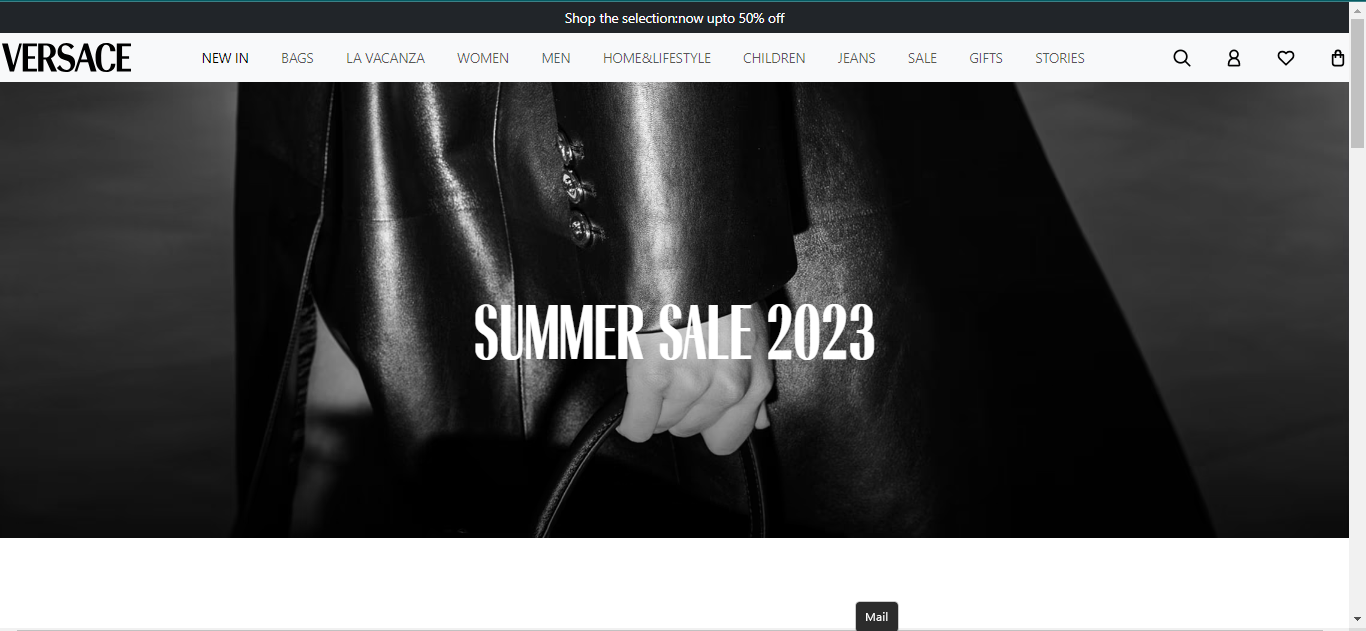 Shop the selection:now upto 50% off
VERSACE NEW IN BAGS LA VACANZA WOMEN MEN HOME&LIFESTYLE CHILDREN JEANS SALE GIFTS STORIES
SUMMER SALE 2023
Mail